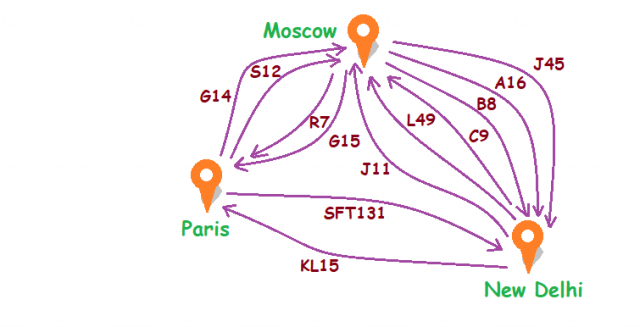 Moscow
J45
S12
A16
G14
B8
R7
L49
C9
G15
J11
Paris
SFT131
KL15
New Delhi